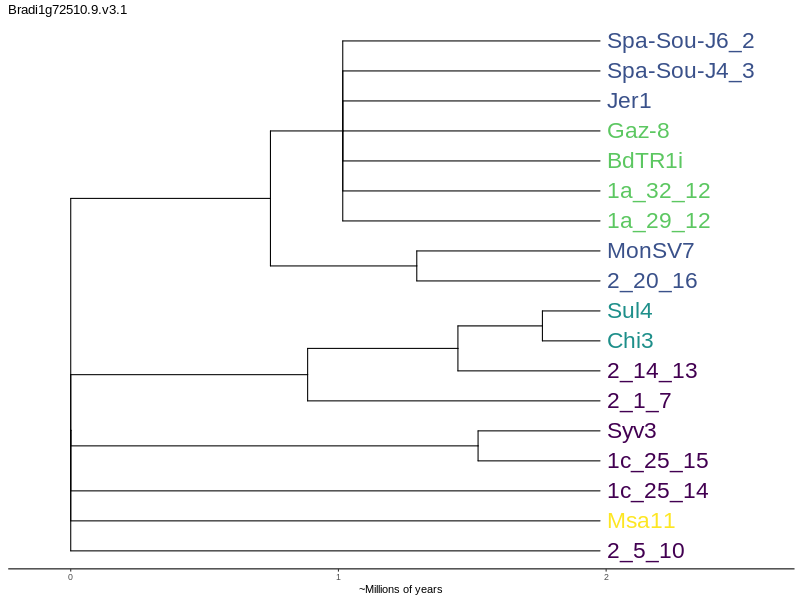 Bradi1g72510.9.v3.1
Spa-Sou-J6_2
Spa-Sou-J4_3
Jer1
Gaz-8
BdTR1i
1a_32_12
1a_29_12
MonSV7
2_20_16
Sul4
Chi3
2_14_13
2_1_7
Syv3
1c_25_15
1c_25_14
Msa11
2_5_10
0 1 2
~Millions of years